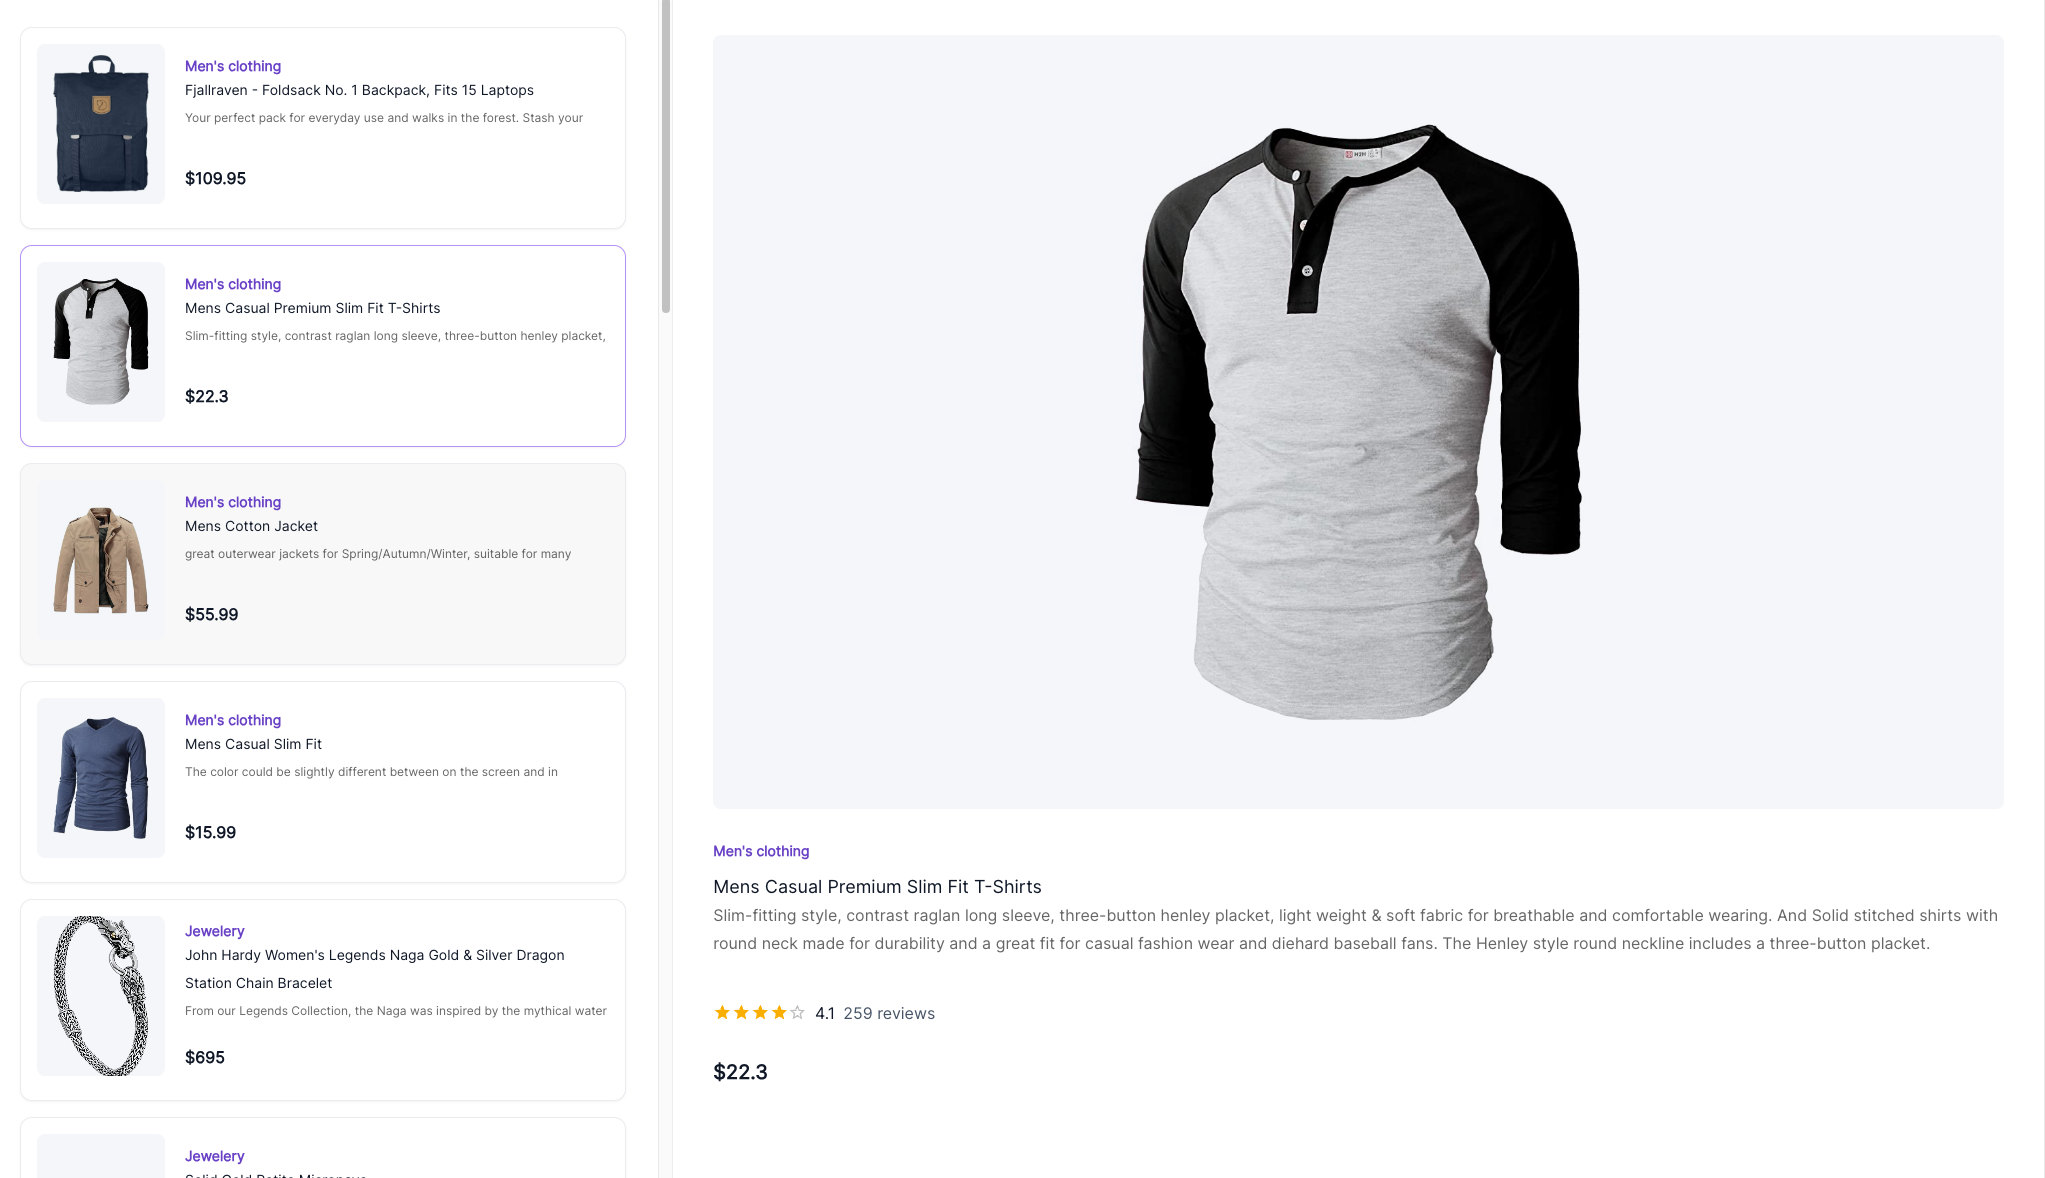 Men's clothing
Fjallraven - Foldsack No. 1 Backpack, Fits 15 Laptops
Your perfect pack for everyday use and walks in the forest. Stash your
$109.95
Men's clothing
Mens Casual Premium Slim Fit T-Shirts
Slim-fitting style, contrast raglan long sleeve, three-button henley placket,
$22.3
Men's clothing
Mens Cotton Jacket
great outerwear jackets for Spring/Autumn/Winter, suitable for many
$55.99
Men's clothing
Mens Casual Slim Fit
The color could be slightly different between on the screen and in
$15.99
Jewelery
John Hardy Women's Legends Naga Gold & Silver Dragon
Station Chain Bracelet
From our Legends Collection, the Naga was inspired by the mythical water
$695
Jewelery
Solid Gold Petite Micropave
H2H
Men's clothing
Mens Casual Premium Slim Fit T-Shirts
Slim-fitting style, contrast raglan long sleeve, three-button henley placket, light weight & soft fabric for breathable and comfortable wearing. And Solid stitched shirts with
round neck made for durability and a great fit for casual fashion wear and diehard baseball fans. The Henley style round neckline includes a three-button placket.
4.1 259 reviews
$22.3